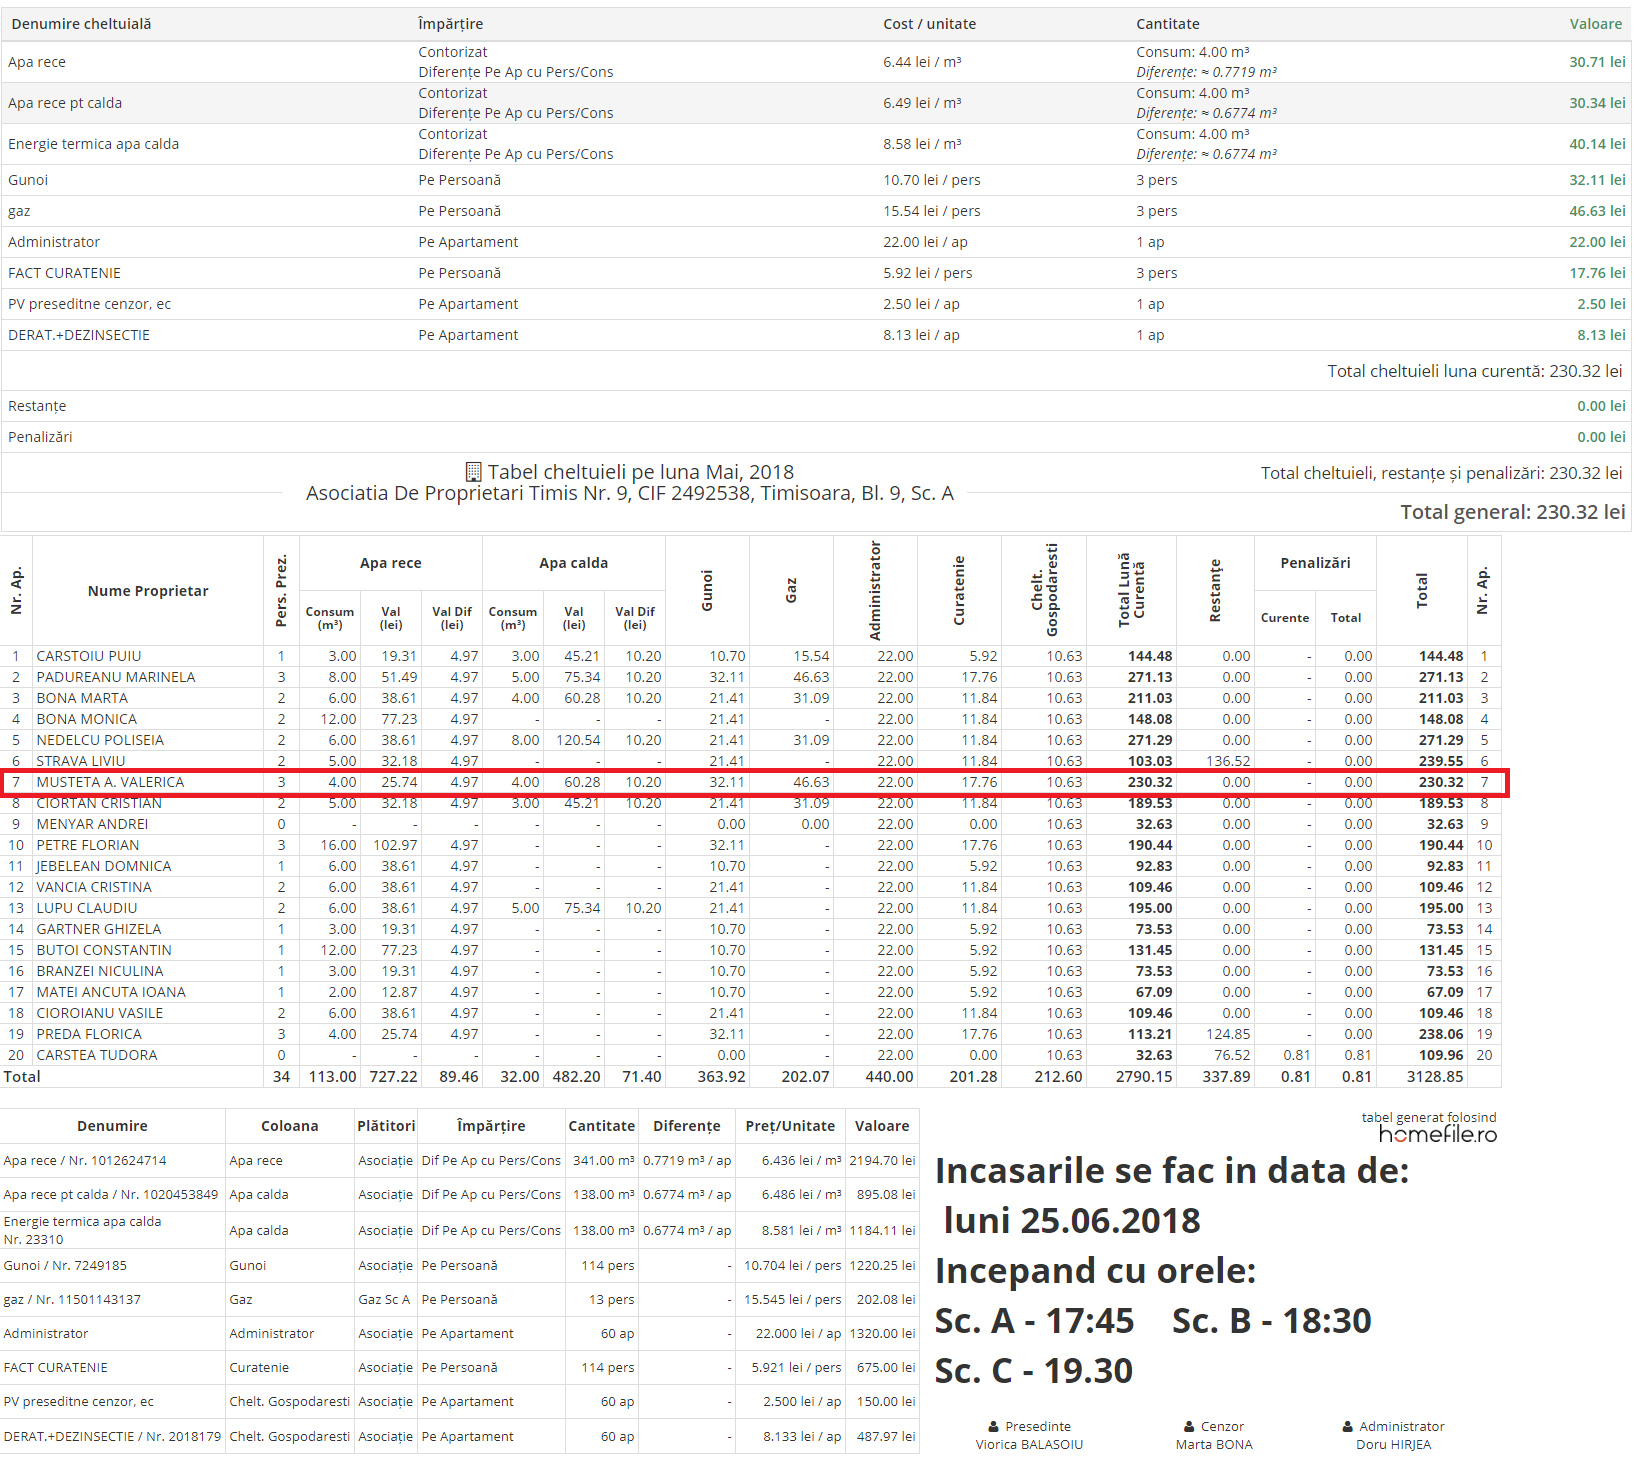 Denumire cheltuială Împărțire Cost / unitate Cantitate Valoare
Apa rece Contorizat 6.44 lei / m³ Consum: 4.00 m³ 30.71 lei
Diferențe Pe Ap cu Pers/Cons Diferențe: ≈ 0.7719 m³
Apa rece pt calda Contorizat 6.49 lei / m³ Consum: 4.00 m³ 30.34 lei
Diferențe Pe Ap cu Pers/Cons Diferențe: ≈ 0.6774 m³
Energie termica apa calda Contorizat 8.58 lei / m³ Consum: 4.00 m³ 40.14 lei
Diferențe Pe Ap cu Pers/Cons Diferențe: ≈ 0.6774 m³
Gunoi Pe Persoană 10.70 lei / pers 3 pers 32.11 lei
gaz Pe Persoană 15.54 lei / pers 3 pers 46.63 lei
Administrator Pe Apartament 22.00 lei / ap 1 ap 22.00 lei
FACT CURATENIE Pe Persoană 5.92 lei / pers 3 pers 17.76 lei
PV preseditne cenzor, ec Pe Apartament 2.50 lei / ap 1 ap 2.50 lei
DERAT.+DEZINSECTIE Pe Apartament 8.13 lei / ap 1 ap 8.13 lei
Total cheltuieli luna curentă: 230.32 lei
Restanțe 0.00 lei
Penalizări 0.00 lei
Tabel cheltuieli pe luna Mai, 2018 Total cheltuieli, restanțe și penalizări: 230.32 lei
Asociatia De Proprietari Timis Nr. 9, CIF 2492538, Timisoara, Bl. 9, Sc. A
Total general: 230.32 lei
Nr. Ap. Nume Proprietar Pers. Prez. Apa rece Apa calda Gunoi Gaz Administrator Curatenie Chelt. Gospodaresti Total Lună Curentă Restanțe Penalizări Total Nr. Ap.
Consum (m³) Val (lei) Val Dif (lei) Consum (m³) Val (lei) Val Dif (lei) Curente Total
1 CARSTOIU PUIU 1 3.00 19.31 4.97 3.00 45.21 10.20 10.70 15.54 22.00 5.92 10.63 144.48 0.00 - 0.00 144.48 1
2 PADUREANU MARINELA 3 8.00 51.49 4.97 5.00 75.34 10.20 32.11 46.63 22.00 17.76 10.63 271.13 0.00 - 0.00 271.13 2
3 BONA MARTA 2 6.00 38.61 4.97 4.00 60.28 10.20 21.41 31.09 22.00 11.84 10.63 211.03 0.00 - 0.00 211.03 3
4 BONA MONICA 2 12.00 77.23 4.97 - - - 21.41 - 22.00 11.84 10.63 148.08 0.00 - 0.00 148.08 4
5 NEDELCU POLISEIA 2 6.00 38.61 4.97 8.00 120.54 10.20 21.41 31.09 22.00 11.84 10.63 271.29 0.00 - 0.00 271.29 5
6 STRAVA LIVIU 2 5.00 32.18 4.97 - - - 21.41 - 22.00 11.84 10.63 103.03 136.52 - 0.00 239.55 6
7 MUSTETA A. VALERICA 3 4.00 25.74 4.97 4.00 60.28 10.20 32.11 46.63 22.00 17.76 10.63 230.32 0.00 - 0.00 230.32 7
8 CIORTAN CRISTIAN 2 5.00 32.18 4.97 3.00 45.21 10.20 21.41 31.09 22.00 11.84 10.63 189.53 0.00 - 0.00 189.53 8
9 MENYAR ANDREI 0 - - - - - - 0.00 0.00 22.00 0.00 10.63 32.63 0.00 - 0.00 32.63 9
10 PETRE FLORIAN 3 16.00 102.97 4.97 - - - 32.11 - 22.00 17.76 10.63 190.44 0.00 - 0.00 190.44 10
11 JEBELEAN DOMNICA 1 6.00 38.61 4.97 - - - 10.70 - 22.00 5.92 10.63 92.83 0.00 - 0.00 92.83 11
12 VANCIA CRISTINA 2 6.00 38.61 4.97 - - - 21.41 - 22.00 11.84 10.63 109.46 0.00 - 0.00 109.46 12
13 LUPU CLAUDIU 2 6.00 38.61 4.97 5.00 75.34 10.20 21.41 - 22.00 11.84 10.63 195.00 0.00 - 0.00 195.00 13
14 GARTNER GHIZELA 1 3.00 19.31 4.97 - - - 10.70 - 22.00 5.92 10.63 73.53 0.00 - 0.00 73.53 14
15 BUTOI CONSTANTIN 1 12.00 77.23 4.97 - - - 10.70 - 22.00 5.92 10.63 131.45 0.00 - 0.00 131.45 15
16 BRANZEI NICULINA 1 3.00 19.31 4.97 - - - 10.70 - 22.00 5.92 10.63 73.53 0.00 - 0.00 73.53 16
17 MATEI ANCUTA IOANA 1 2.00 12.87 4.97 - - - 10.70 - 22.00 5.92 10.63 67.09 0.00 - 0.00 67.09 17
18 CIOROIANU VASILE 2 6.00 38.61 4.97 - - - 21.41 - 22.00 11.84 10.63 109.46 0.00 - 0.00 109.46 18
19 PREDA FLORICA 3 4.00 25.74 4.97 - - - 32.11 - 22.00 17.76 10.63 113.21 124.85 - 0.00 238.06 19
20 CARSTEA TUDORA 0 - - - - - - 0.00 - 22.00 0.00 10.63 32.63 76.52 0.81 0.81 109.96 20
Total 34 113.00 727.22 89.46 32.00 482.20 71.40 363.92 202.07 440.00 201.28 212.60 2790.15 337.89 0.81 0.81 3128.85
Denumire Coloana Plătitori Împărțire Cantitate Diferențe Preț/Unitate Valoare
Apa rece / Nr. 1012624714 Apa rece Asociație Dif Pe Ap cu Pers/Cons 341.00 m³ 0.7719 m³ / ap 6.436 lei / m³ 2194.70 lei
Apa rece pt calda / Nr. 1020453849 Apa calda Asociație Dif Pe Ap cu Pers/Cons 138.00 m³ 0.6774 m³ / ap 6.486 lei / m³ 895.08 lei
Energie termica apa calda
Nr. 23310 Apa calda Asociație Dif Pe Ap cu Pers/Cons 138.00 m³ 0.6774 m³ / ap 8.581 lei / m³ 1184.11 lei
Gunoi / Nr. 7249185 Gunoi Asociație Pe Persoană 114 pers - 10.704 lei / pers 1220.25 lei
gaz / Nr. 11501143137 Gaz Gaz Sc A Pe Persoană 13 pers - 15.545 lei / pers 202.08 lei
Administrator Administrator Asociație Pe Apartament 60 ap - 22.000 lei / ap 1320.00 lei
FACT CURATENIE Curatenie Asociație Pe Persoană 114 pers - 5.921 lei / pers 675.00 lei
PV preseditne cenzor, ec Chelt. Gospodaresti Asociație Pe Apartament 60 ap - 2.500 lei / ap 150.00 lei
DERAT.+DEZINSECTIE / Nr. 2018179 Chelt. Gospodaresti Asociație Pe Apartament 60 ap - 8.133 lei / ap 487.97 lei
tabel generat folosind
homefile.ro
Incasarile se fac in data de:
luni 25.06.2018
Incepand cu orele:
Sc. A - 17:45 Sc. B - 18:30
Sc. C - 19.30
Presedinte Cenzor Administrator
Viorica BALASOIU Marta BONA Doru HIRJEA